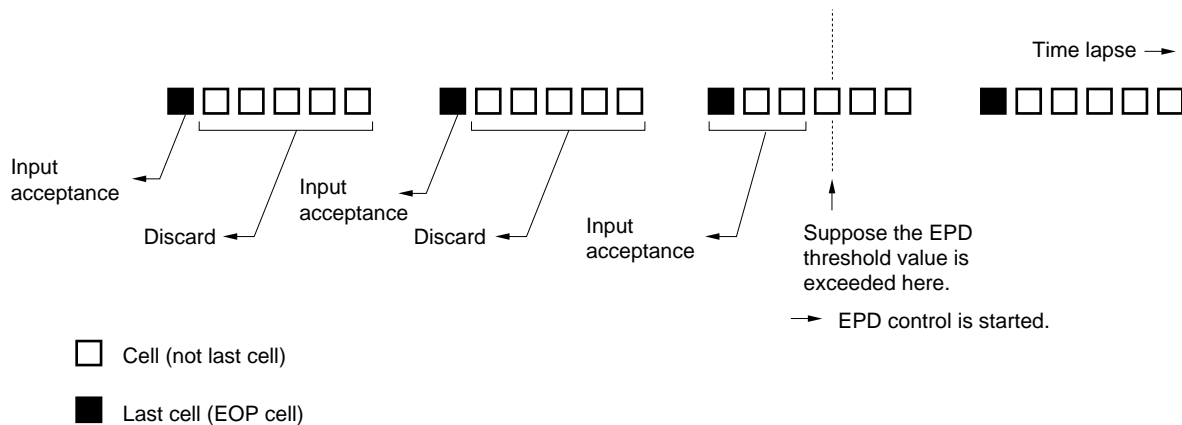 Time lapse
Input
acceptance
Discard
Input
acceptance
Discard
Input
acceptance
Suppose the EPD
threshold value is
exceeded here.
EPD control is started.
Cell (not last cell)
Last cell (EOP cell)